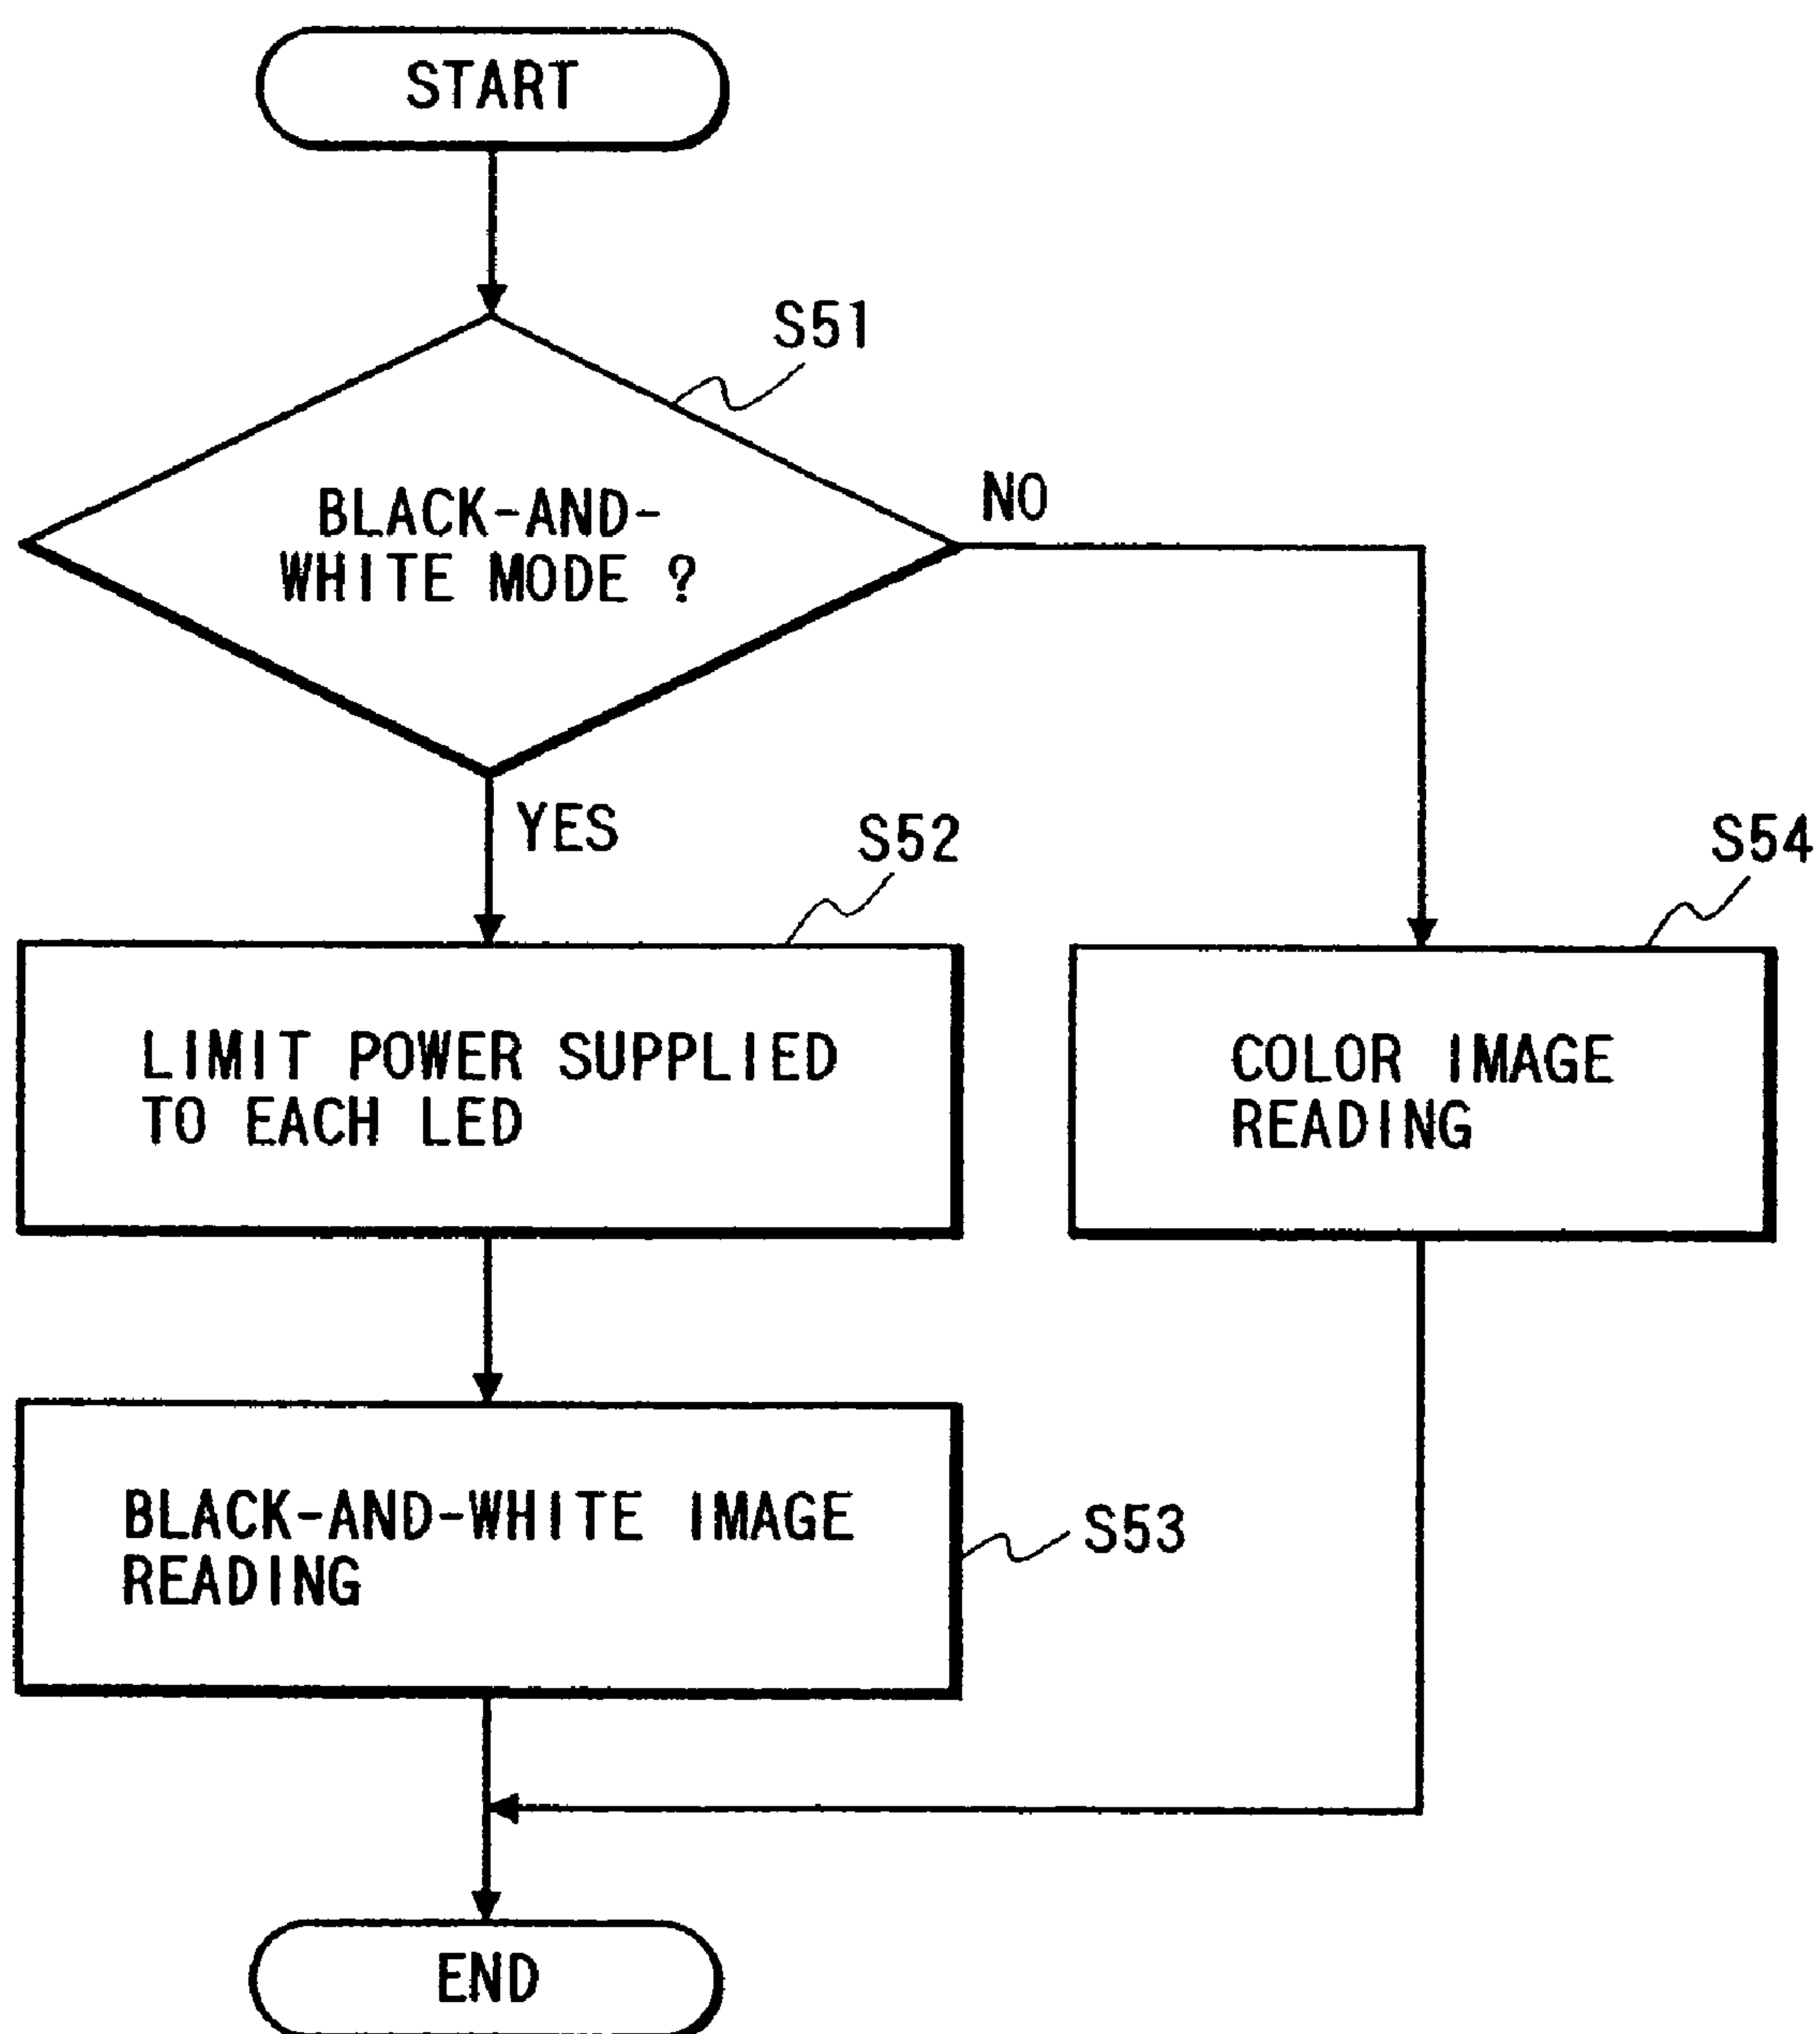 START
S51
BLACK-AND-
WHITE MODE ?
NO
YES
S52
S54
LIMIT POWER SUPPLIED
TO EACH LED
COLOR IMAGE
READING
BLACK-AND-WHITE IMAGE
READING
S53
END